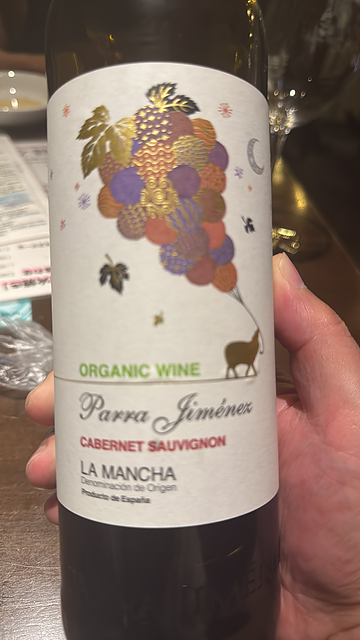 ORGANIC WINE
Parra Jiménez
CABERNET SAUVIGNON
LA MANCHA
Denominación de Origen
Producto de España